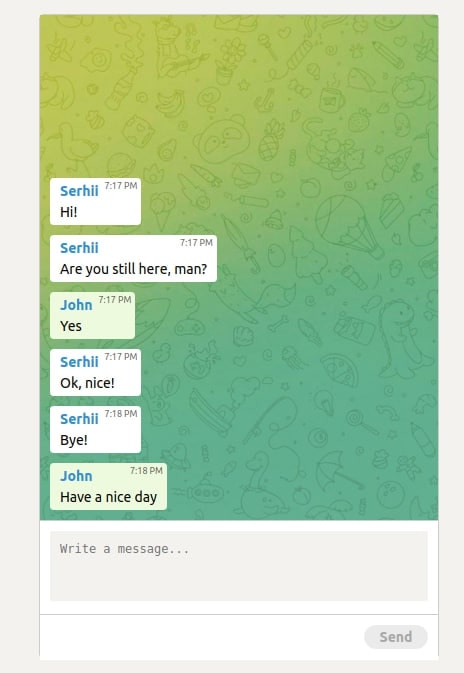 Serhii 7:17 PM
Hi!
Serhii 7:17 PM
Are you still here, man?
John 7:17 PM
Yes
Serhii 7:17 PM
Ok, nice!
Serhii 7:18 PM
Bye!
John 7:18 PM
Have a nice day
Write a message...
Send